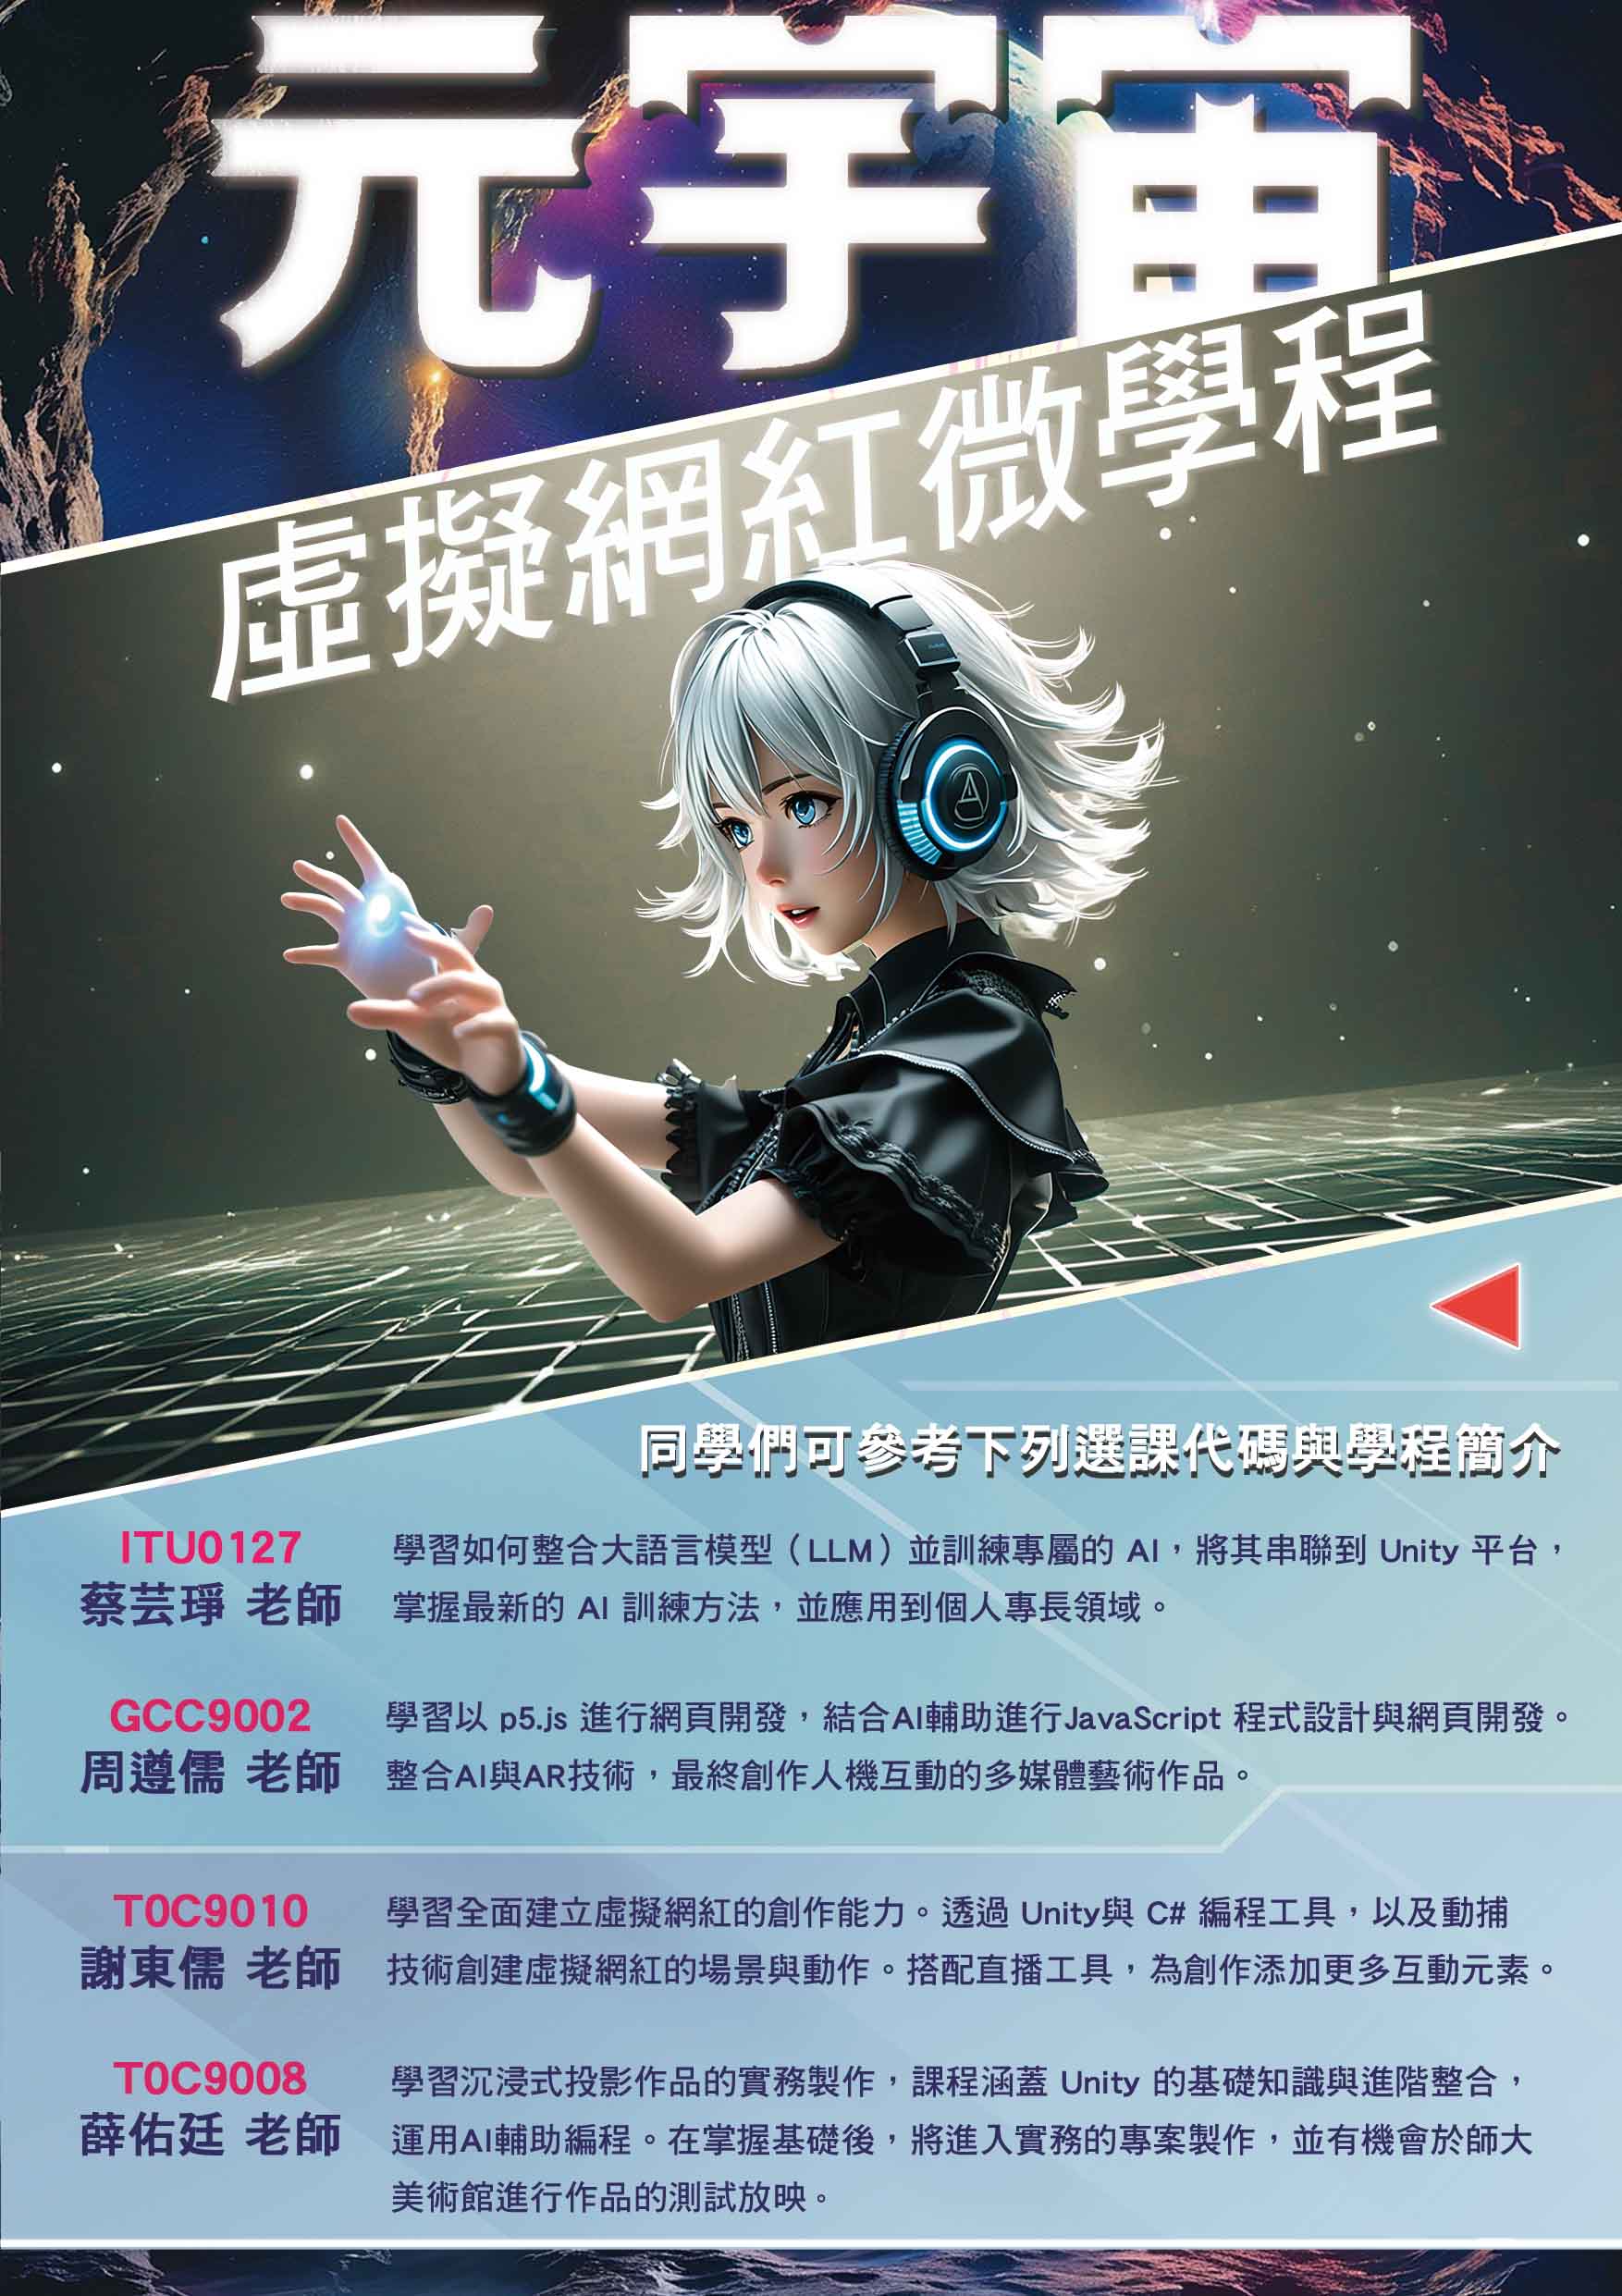 元宇宙
虛擬網紅微學程
同學們可參考下列選課代碼與學程簡介
ITU0127
蔡芸琤 老師
學習如何整合大語言模型（LLM）並訓練專屬的 AI，將其串聯到 Unity 平台，
掌握最新的 AI 訓練方法，並應用到個人專長領域。
GCC9002
周遵儒 老師
學習以 p5.js 進行網頁開發，結合AI輔助進行JavaScript 程式設計與網頁開發。
整合AI與AR技術，最終創作人機互動的多媒體藝術作品。
T0C9010
謝東儒 老師
學習全面建立虛擬網紅的創作能力。透過 Unity與 C# 編程工具，以及動捕
技術創建虛擬網紅的場景與動作。搭配直播工具，為創作添加更多互動元素。
T0C9008
薛佑廷 老師
學習沉浸式投影作品的實務製作，課程涵蓋 Unity 的基礎知識與進階整合，
運用AI輔助編程。在掌握基礎後，將進入實務的專案製作，並有機會於師大
美術館進行作品的測試放映。